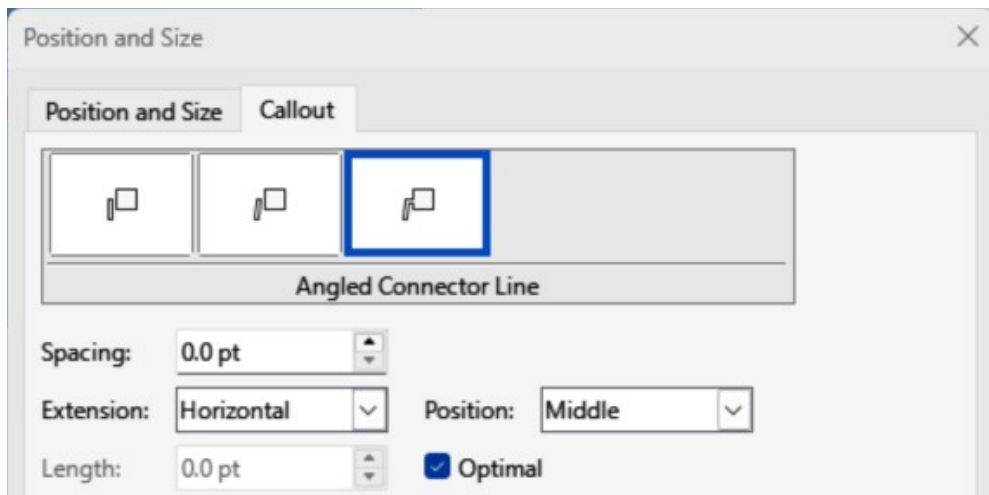 Position and Size
Position and Size Callout
Angled Connector Line
Spacing: 0.0 pt
Extension: Horizontal Position: Middle
Length: 0.0 pt Optimal